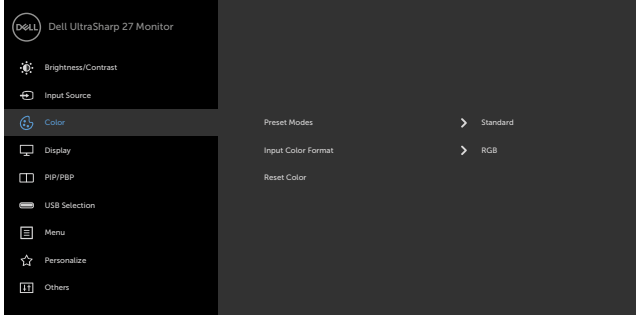 DELL Dell UltraSharp 27 Monitor
Brightness/Contrast
Input Source
Color
Preset Modes Standard
Display
Input Color Format RGB
PIP/PBP
Reset Color
USB Selection
Menu
Personalize
Others